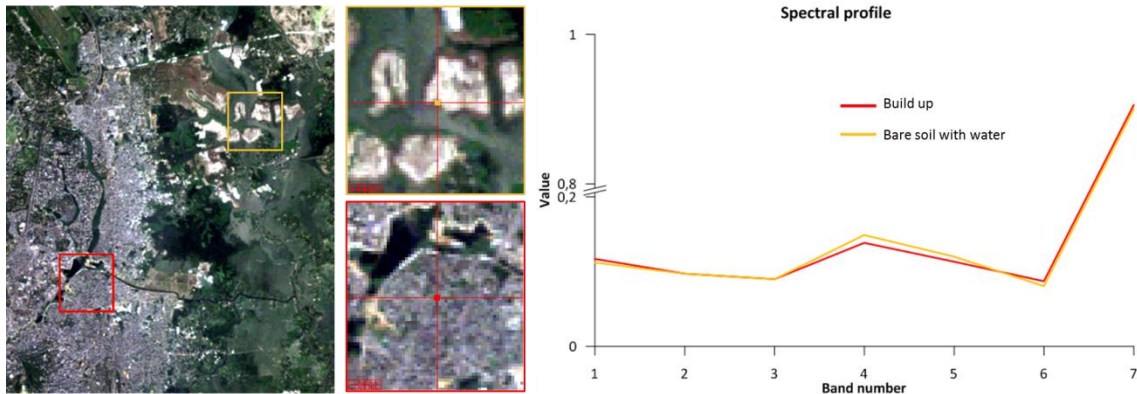 Spectral profile
1
0,8
0,2
0
Value
Build up
Bare soil with water
1 2 3 4 5 6 7
Band number